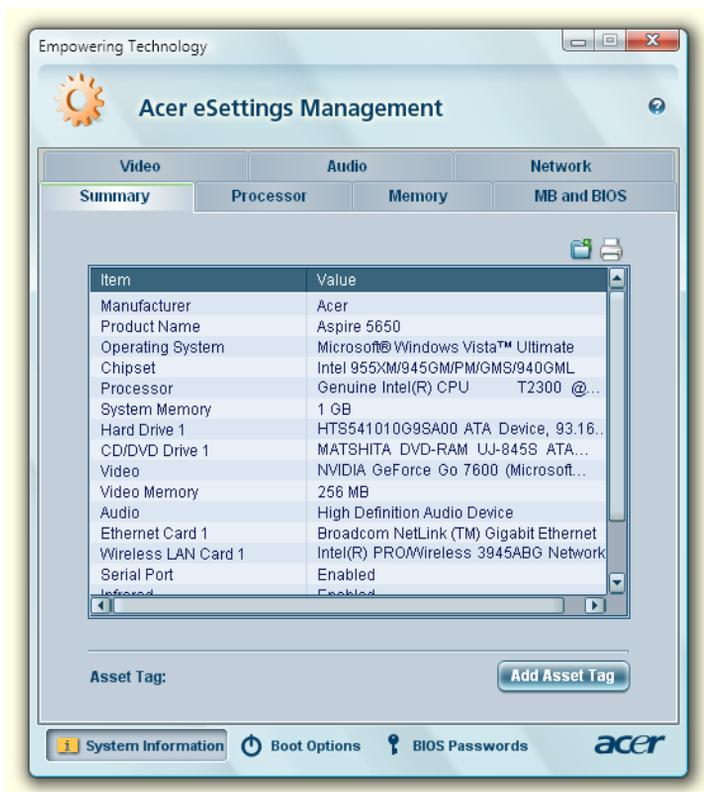 Empowering Technology
Acer eSettings Management
Video Audio Network
Summary Processor Memory MB and BIOS
Item Value
Manufacturer Acer
Product Name Aspire 5650
Operating System Microsoft® Windows Vista™ Ultimate
Chipset Intel 955XM/945GM/PM/GMS/940GML
Processor Genuine Intel(R) CPU T2300 @...
System Memory 1 GB
Hard Drive 1 HTS541010G9SA00 ATA Device, 93.16..
CD/DVD Drive 1 MATSHITA DVD-RAM UJ-845S ATA...
Video NVIDIA GeForce Go 7600 (Microsoft...
Video Memory 256 MB
Audio High Definition Audio Device
Ethernet Card 1 Broadcom NetLink (TM) Gigabit Ethernet
Wireless LAN Card 1 Intel(R) PRO/Wireless 3945ABG Network
Serial Port Enabled
Infrared Enabled
Asset Tag: Add Asset Tag
System Information Boot Options BIOS Passwords acer